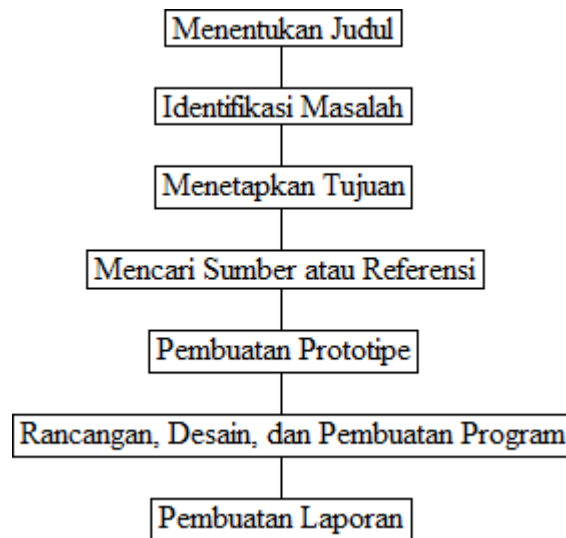 Menentukan Judul
Identifikasi Masalah
Menetapkan Tujuan
Mencari Sumber atau Referensi
Pembuatan Prototipe
Rancangan, Desain, dan Pembuatan Program
Pembuatan Laporan